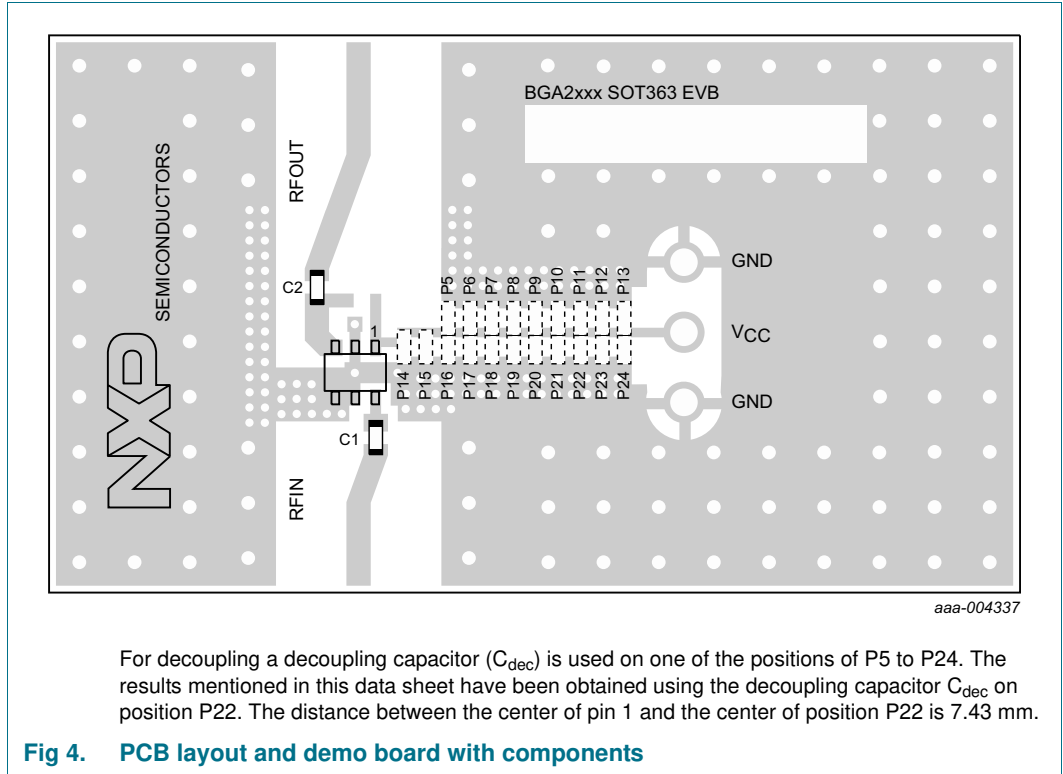 BGA2xxx SOT363 EVB
NXP
SEMICONDUCTORS
RFOUT
C2
GND
P5 P6 P7 P8 P9 P10 P11 P12 P13
1
VCC
P14 P15 P16 P17 P18 P19 P20 P21 P22 P23 P24
GND
C1
RFIN
aaa-004337
For decoupling a decoupling capacitor (Cdec) is used on one of the positions of P5 to P24. The
results mentioned in this data sheet have been obtained using the decoupling capacitor Cdec on
position P22. The distance between the center of pin 1 and the center of position P22 is 7.43 mm.
Fig 4. PCB layout and demo board with components